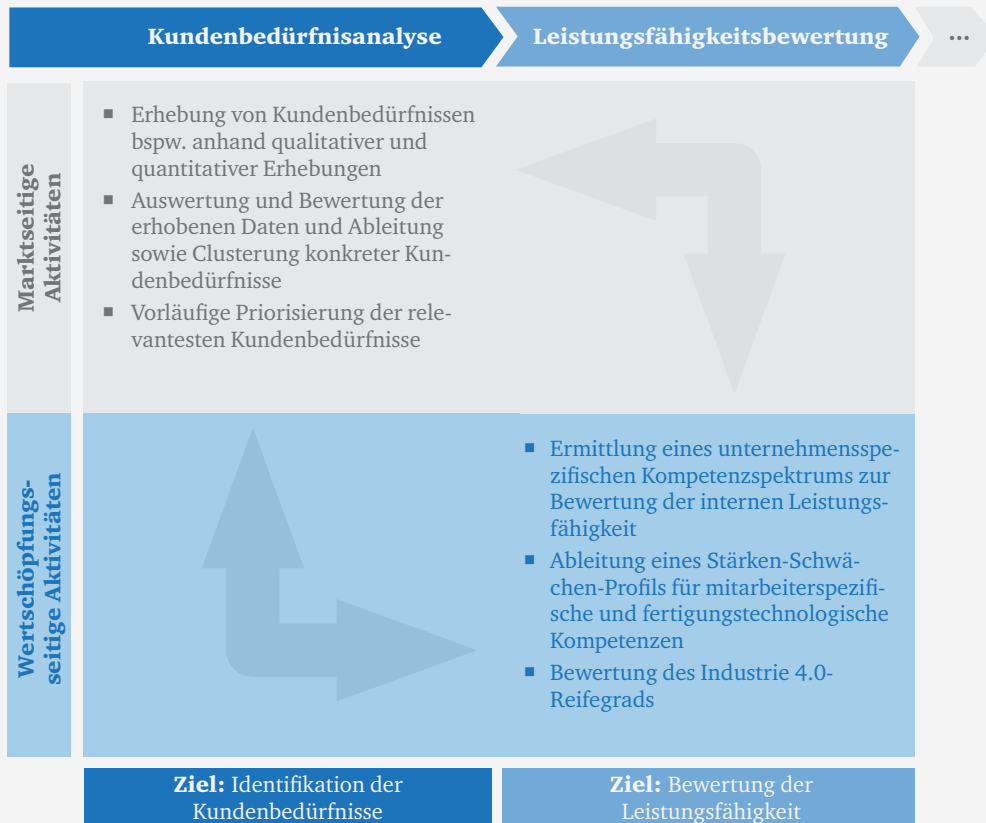 Kundenbedürfnisanalyse
Leistungsfähigkeitsbewertung
...
Marktseitige
Aktivitäten
▪ Erhebung von Kundenbedürfnissen
bspw. anhand qualitativer und
quantitativer Erhebungen
▪ Auswertung und Bewertung der
erhobenen Daten und Ableitung
sowie Clusterung konkreter Kun-
denbedürfnisse
▪ Vorläufige Priorisierung der rele-
vantesten Kundenbedürfnisse
Wertschöpfungs-
seitige Aktivitäten
▪ Ermittlung eines unternehmensspe-
zifischen Kompetenzspektrums zur
Bewertung der internen Leistungs-
fähigkeit
▪ Ableitung eines Stärken-Schwä-
chen-Profils für mitarbeiterspezifi-
sche und fertigungstechnologische
Kompetenzen
▪ Bewertung des Industrie 4.0-
Reifegrads
Ziel: Identifikation der
Kundenbedürfnisse
Ziel: Bewertung der
Leistungsfähigkeit